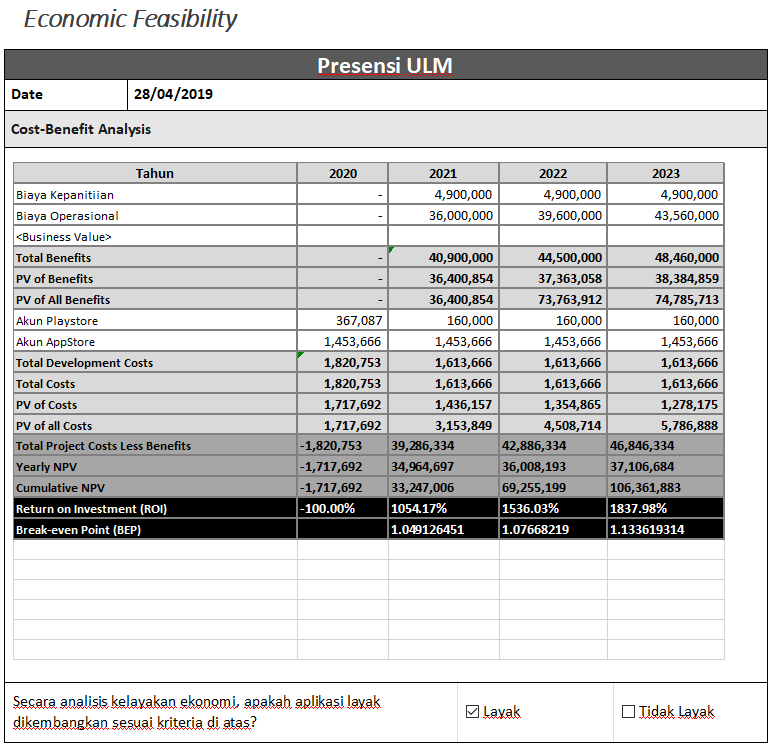 Economic Feasibility
Presensi ULM
Date 28/04/2019
Cost-Benefit Analysis
Tahun 2020 2021 2022 2023
Biaya Kepanitiian - 4,900,000 4,900,000 4,900,000
Biaya Operasional - 36,000,000 39,600,000 43,560,000
<Business Value>
Total Benefits - 40,900,000 44,500,000 48,460,000
PV of Benefits - 36,400,854 37,363,058 38,384,859
PV of All Benefits - 36,400,854 73,763,912 74,785,713
Akun Playstore 367,087 160,000 160,000 160,000
Akun AppStore 1,453,666 1,453,666 1,453,666 1,453,666
Total Development Costs 1,820,753 1,613,666 1,613,666 1,613,666
Total Costs 1,820,753 1,613,666 1,613,666 1,613,666
PV of Costs 1,717,692 1,436,157 1,354,865 1,278,175
PV of all Costs 1,717,692 3,153,849 4,508,714 5,786,888
Total Project Costs Less Benefits -1,820,753 39,286,334 42,886,334 46,846,334
Yearly NPV -1,717,692 34,964,697 36,008,193 37,106,684
Cumulative NPV -1,717,692 33,247,006 69,255,199 106,361,883
Return on Investment (ROI) -100.00% 1054.17% 1536.03% 1837.98%
Break-even Point (BEP) 1.049126451 1.07668219 1.133619314
Secara analisis kelayakan ekonomi, apakah aplikasi layak
dikembangkan sesuai kriteria di atas?
☑ Layak ☐ Tidak Layak